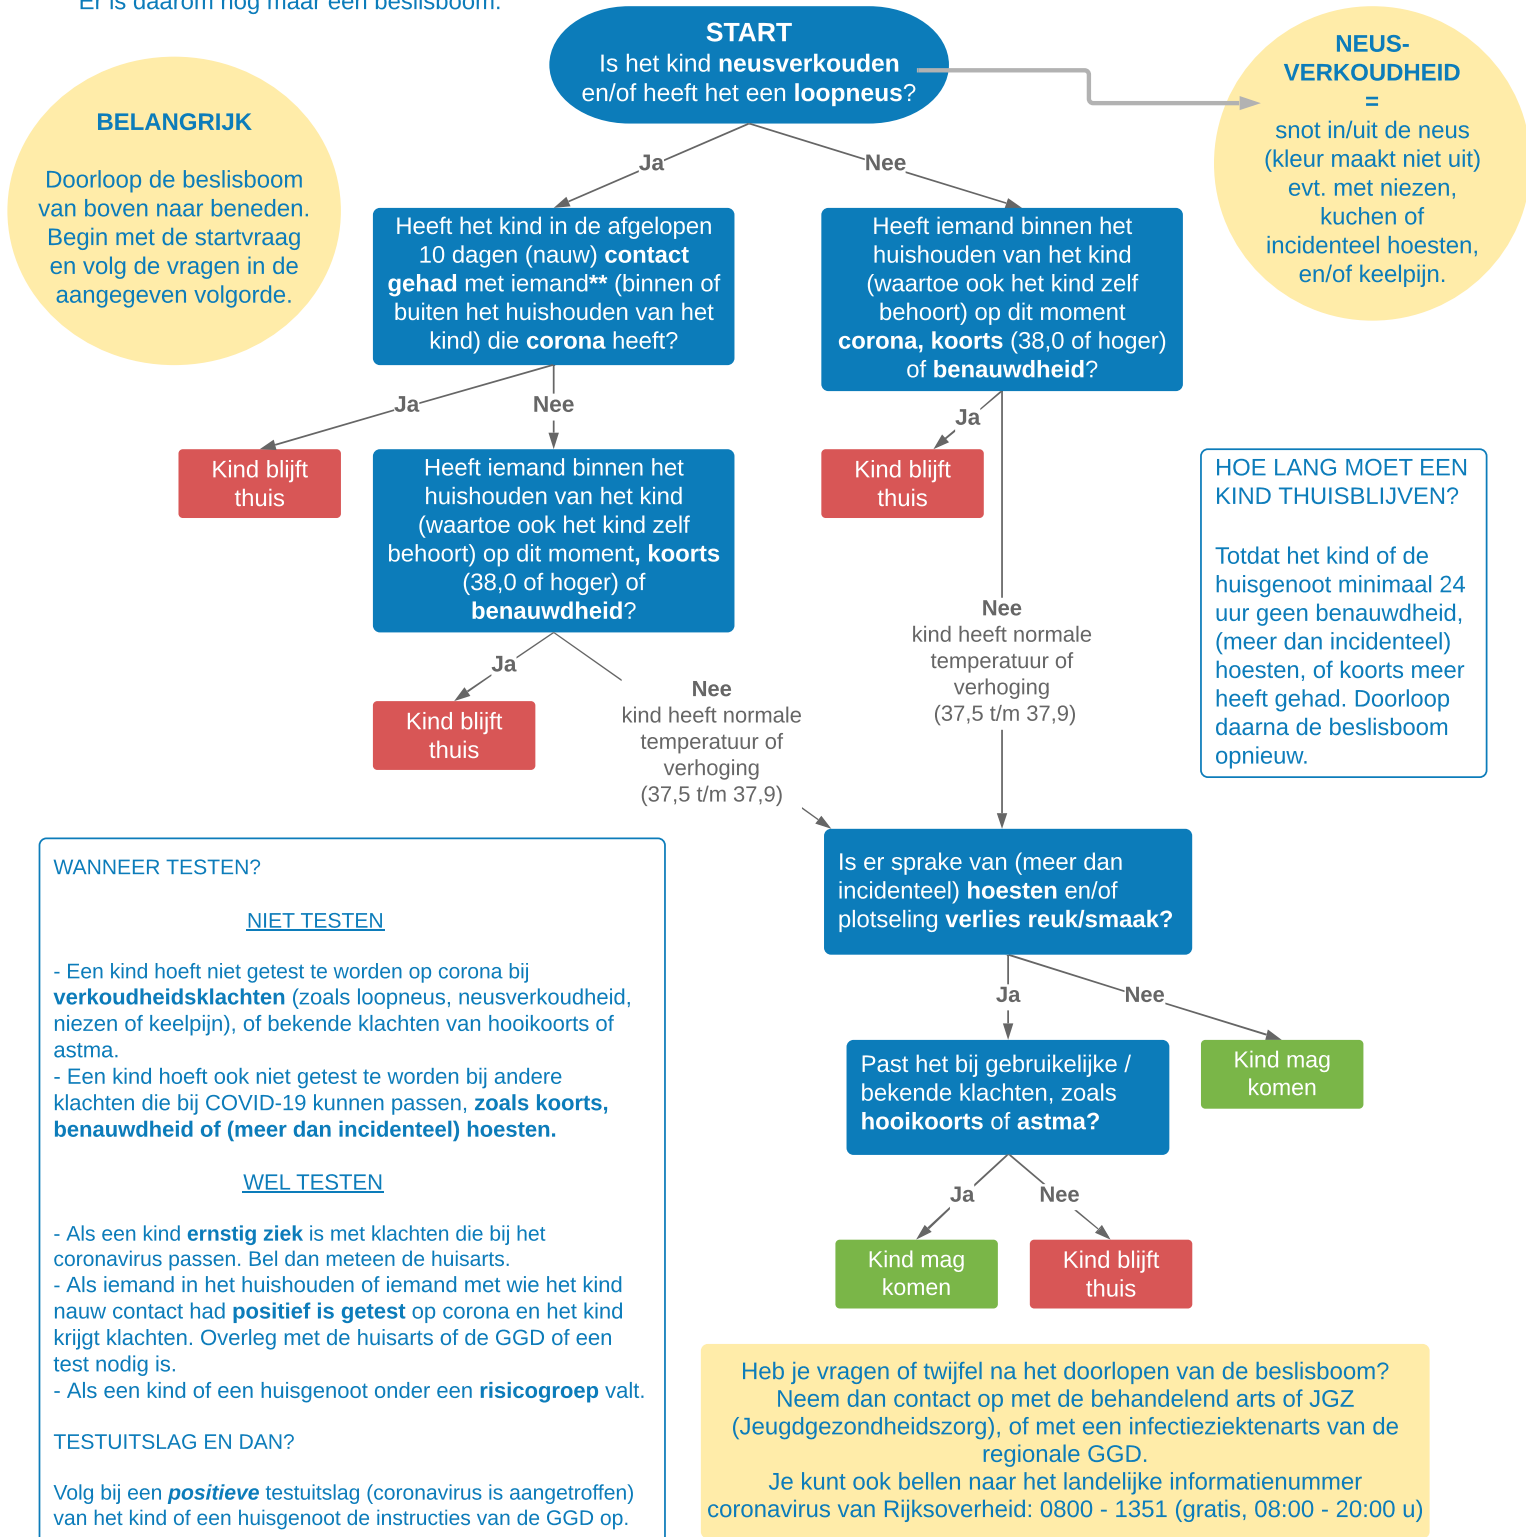 Er is daarom nog maar één beslisboom.
START
Is het kind neusverkouden
en/of heeft het een loopneus?
NEUS-
VERKOUDHEID
=
snot in/uit de neus
(kleur maakt niet uit)
evt. met niezen,
kuchen of
incidenteel hoesten,
en/of keelpijn.
BELANGRIJK
Doorloop de beslisboom
van boven naar beneden.
Begin met de startvraag
en volg de vragen in de
aangegeven volgorde.
Ja
Nee
Heeft het kind in de afgelopen
10 dagen (nauw) contact
gehad met iemand** (binnen of
buiten het huishouden van het
kind) die corona heeft?
Heeft iemand binnen het
huishouden van het kind
(waartoe ook het kind zelf
behoort) op dit moment
corona, koorts (38,0 of hoger)
of benauwdheid?
Ja
Nee
Ja
Kind blijft
thuis
Heeft iemand binnen het
huishouden van het kind
(waartoe ook het kind zelf
behoort) op dit moment, koorts
(38,0 of hoger) of
benauwdheid?
Kind blijft
thuis
HOE LANG MOET EEN
KIND THUISBLIJVEN?
Totdat het kind of de
huisgenoot minimaal 24
uur geen benauwdheid,
(meer dan incidenteel)
hoesten, of koorts meer
heeft gehad. Doorloop
daarna de beslisboom
opnieuw.
Nee
kind heeft normale
temperatuur of
verhoging
(37,5 t/m 37,9)
Ja
Kind blijft
thuis
Nee
kind heeft normale
temperatuur of
verhoging
(37,5 t/m 37,9)
Is er sprake van (meer dan
incidenteel) hoesten en/of
plotseling verlies reuk/smaak?
Ja
Nee
Past het bij gebruikelijke /
bekende klachten, zoals
hooikoorts of astma?
Kind mag
komen
Ja
Nee
Kind mag
komen
Kind blijft
thuis
WANNEER TESTEN?
NIET TESTEN
- Een kind hoeft niet getest te worden op corona bij
verkoudheidsklachten (zoals loopneus, neusverkoudheid,
niezen of keelpijn), of bekende klachten van hooikoorts of
astma.
- Een kind hoeft ook niet getest te worden bij andere
klachten die bij COVID-19 kunnen passen, zoals koorts,
benauwdheid of (meer dan incidenteel) hoesten.
WEL TESTEN
- Als een kind ernstig ziek is met klachten die bij het
coronavirus passen. Bel dan meteen de huisarts.
- Als iemand in het huishouden of iemand met wie het kind
nauw contact had positief is getest op corona en het kind
krijgt klachten. Overleg met de huisarts of de GGD of een
test nodig is.
- Als een kind of een huisgenoot onder een risicogroep valt.
TESTUITSLAG EN DAN?
Volg bij een positieve testuitslag (coronavirus is aangetroffen)
van het kind of een huisgenoot de instructies van de GGD op.
Heb je vragen of twijfel na het doorlopen van de beslisboom?
Neem dan contact op met de behandelend arts of JGZ
(Jeugdgezondheidszorg), of met een infectieziektenarts van de
regionale GGD.
Je kunt ook bellen naar het landelijke informatienummer
coronavirus van Rijksoverheid: 0800 - 1351 (gratis, 08:00 - 20:00 u)